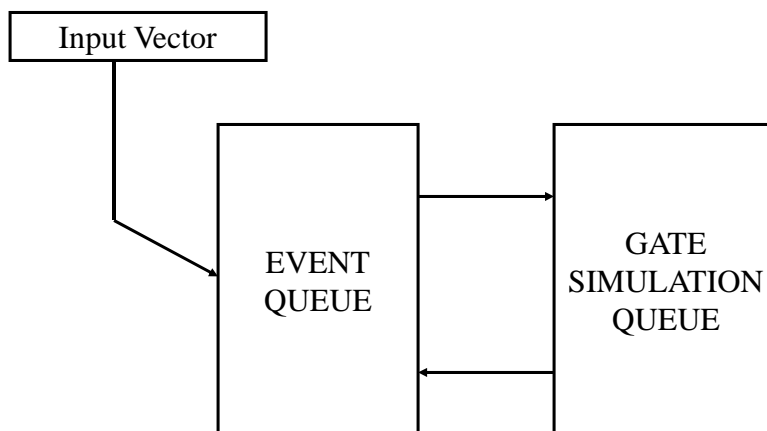 Input Vector
EVENT
QUEUE
GATE
SIMULATION
QUEUE